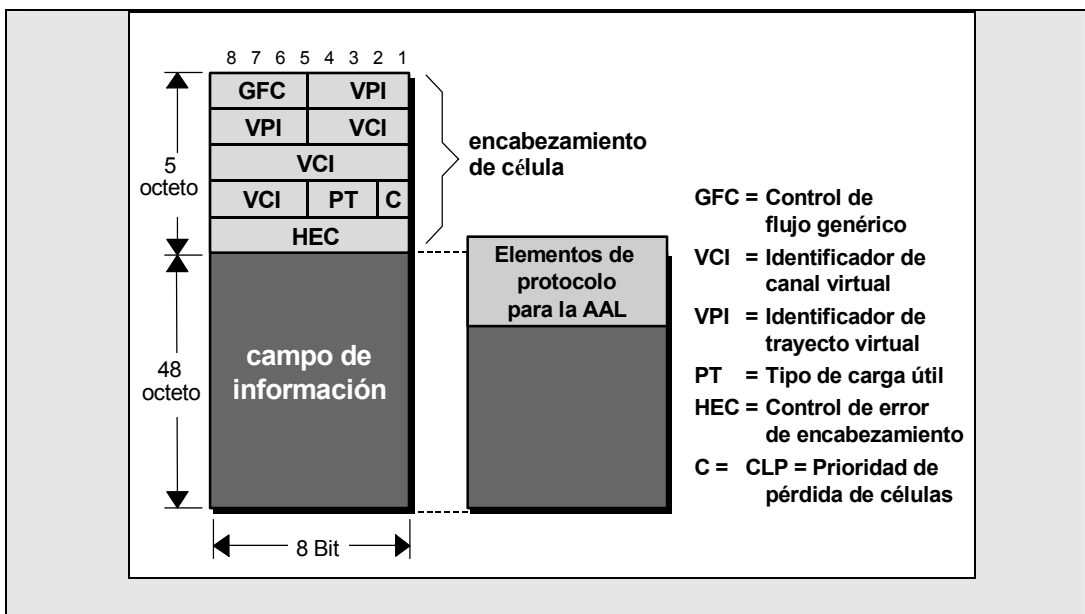 8 7 6 5 4 3 2 1
GFC VPI
VPI VCI
VCI
VCI PT C
HEC
5
octeto
encabezamiento
de célula
campo de
información
48
octeto
8 Bit
Elementos de
protocolo
para la AAL
GFC = Control de
flujo genérico
VCI = Identificador de
canal virtual
VPI = Identificador de
trayecto virtual
PT = Tipo de carga útil
HEC = Control de error
de encabezamiento
C = CLP = Prioridad de
pérdida de células